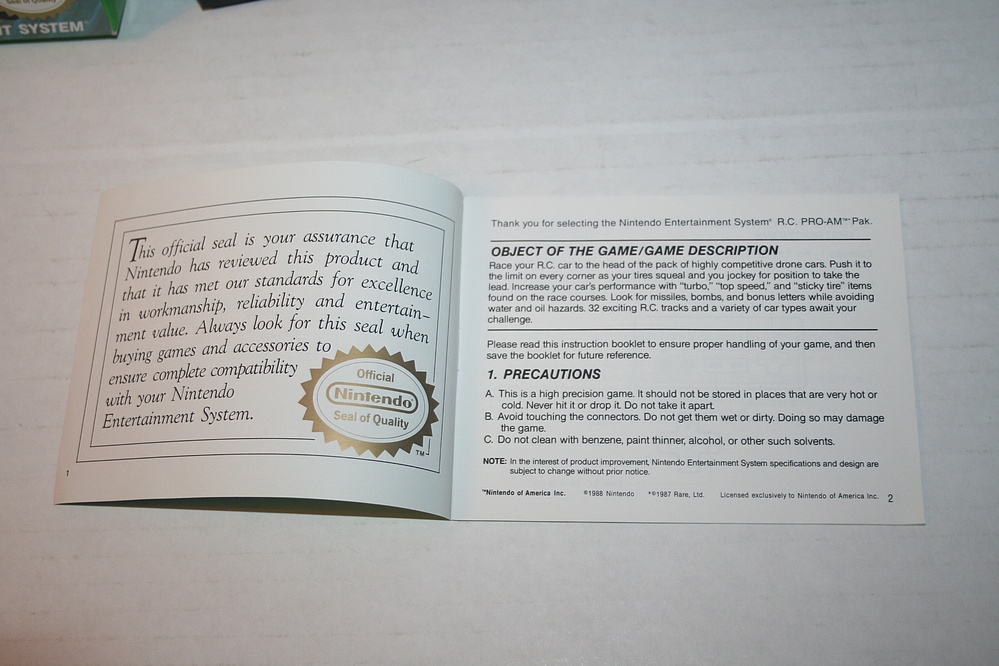 Seal of Quality
T SYSTEM™
This official seal is your assurance that
Nintendo has reviewed this product and
that it has met our standards for excellence
in workmanship, reliability and entertain-
ment value. Always look for this seal when
buying games and accessories to
ensure complete compatibility
with your Nintendo
Entertainment System.
Official
Nintendo®
Seal of Quality
TM
1
Thank you for selecting the Nintendo Entertainment System® R.C. PRO-AM™* Pak.
OBJECT OF THE GAME/GAME DESCRIPTION
Race your R.C. car to the head of the pack of highly competitive drone cars. Push it to
the limit on every corner as your tires squeal and you jockey for position to take the
lead. Increase your car's performance with "turbo," "top speed," and "sticky tire" items
found on the race courses. Look for missiles, bombs, and bonus letters while avoiding
water and oil hazards. 32 exciting R.C. tracks and a variety of car types await your
challenge.
Please read this instruction booklet to ensure proper handling of your game, and then
save the booklet for future reference.
1. PRECAUTIONS
A. This is a high precision game. It should not be stored in places that are very hot or
cold. Never hit it or drop it. Do not take it apart.
B. Avoid touching the connectors. Do not get them wet or dirty. Doing so may damage
the game.
C. Do not clean with benzene, paint thinner, alcohol, or other such solvents.
NOTE: In the interest of product improvement, Nintendo Entertainment System specifications and design are
subject to change without prior notice.
™Nintendo of America Inc. ©1988 Nintendo *©1987 Rare, Ltd. Licensed exclusively to Nintendo of America Inc. 2